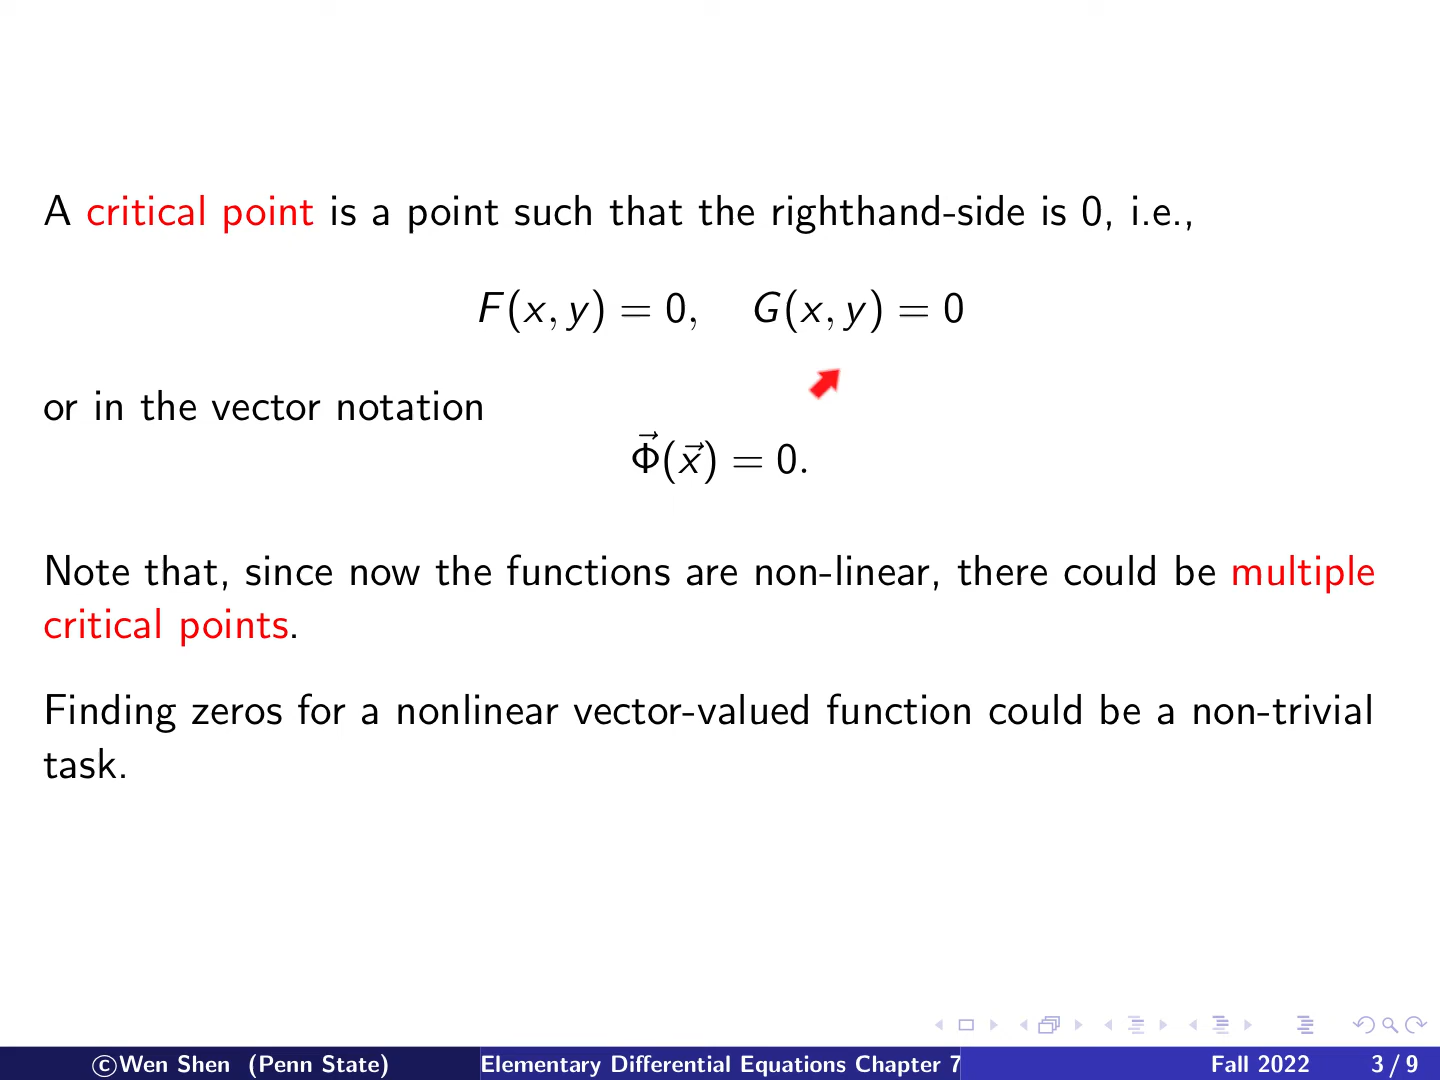 A critical point is a point such that the righthand-side is 0, i.e.,
F(x, y) = 0, G(x, y) = 0
or in the vector notation
Φ⃗(x⃗) = 0.
Note that, since now the functions are non-linear, there could be multiple
critical points.
Finding zeros for a nonlinear vector-valued function could be a non-trivial
task.
©Wen Shen (Penn State) Elementary Differential Equations Chapter 7 Fall 2022 3 / 9